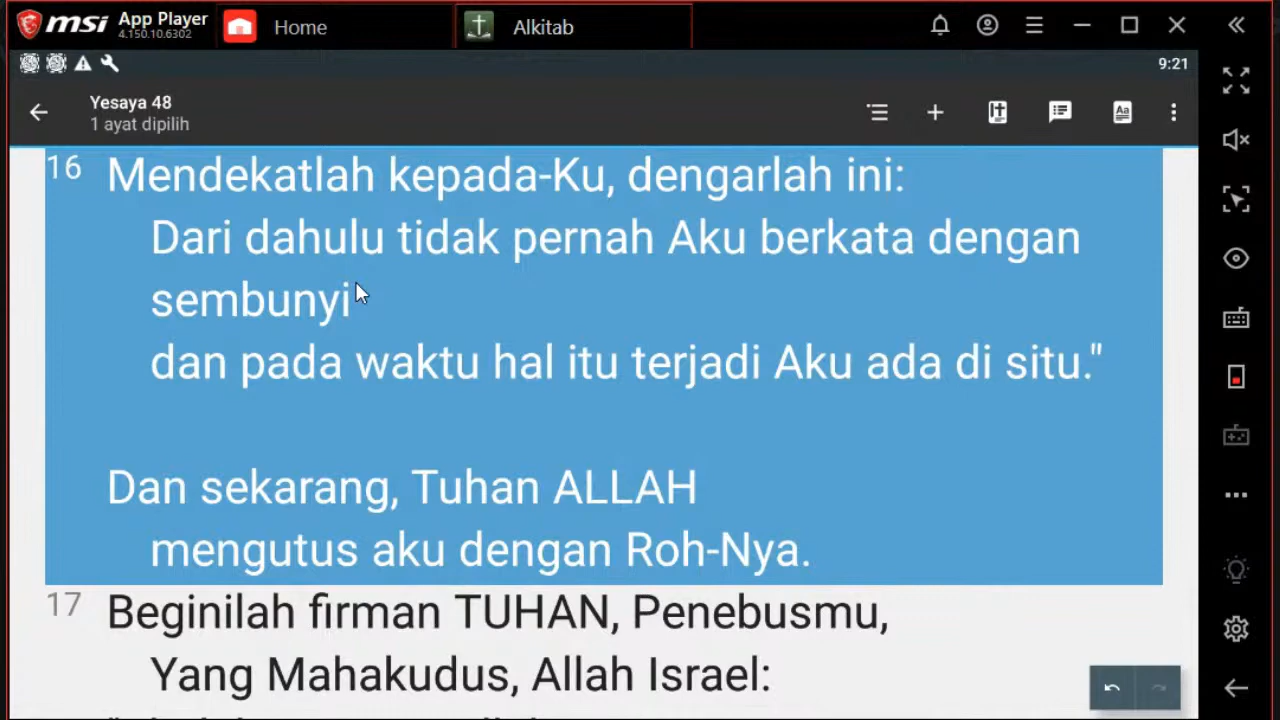 msi App Player
4.150.10.6302
Home
Alkitab
9:21
Yesaya 48
1 ayat dipilih
16 Mendekatlah kepada-Ku, dengarlah ini:
Dari dahulu tidak pernah Aku berkata dengan
sembunyi
dan pada waktu hal itu terjadi Aku ada di situ."
Dan sekarang, Tuhan ALLAH
mengutus aku dengan Roh-Nya.
17 Beginilah firman TUHAN, Penebusmu,
Yang Mahakudus, Allah Israel: